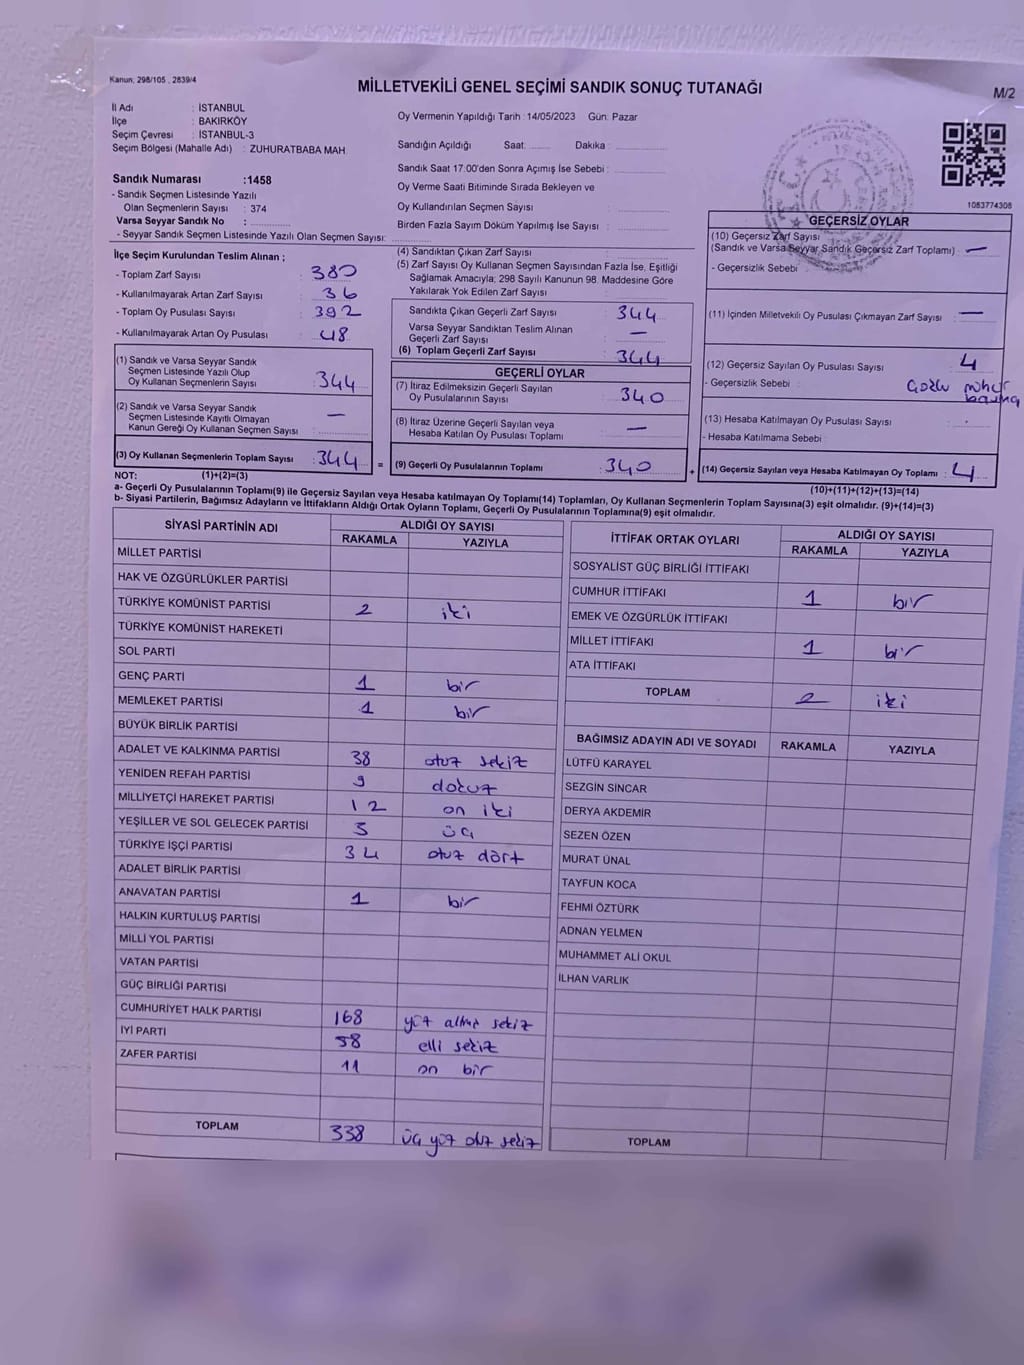 Kanun; 298/105 , 2839/4
MİLLETVEKİLİ GENEL SEÇİMİ SANDIK SONUÇ TUTANAĞI
M/2
İl Adı : İSTANBUL
İlçe : BAKIRKÖY
Seçim Çevresi : İSTANBUL-3
Seçim Bölgesi (Mahalle Adı) : ZUHURATBABA MAH.
Sandık Numarası :1458
- Sandık Seçmen Listesinde Yazılı
Olan Seçmenlerin Sayısı : 374
Varsa Seyyar Sandık No :
- Seyyar Sandık Seçmen Listesinde Yazılı Olan Seçmen Sayısı:
Oy Vermenin Yapıldığı Tarih : 14/05/2023 Gün: Pazar
Sandığın Açıldığı Saat: Dakika :
Sandık Saat 17:00'den Sonra Açımış İse Sebebi :
Oy Verme Saati Bitiminde Sırada Bekleyen ve
Oy Kullandırılan Seçmen Sayısı :
Birden Fazla Sayım Döküm Yapılmış İse Sayısı :
1083774308
İlçe Seçim Kurulundan Teslim Alınan ;
- Toplam Zarf Sayısı : 380
- Kullanılmayarak Artan Zarf Sayısı : 36
- Toplam Oy Pusulası Sayısı : 392
- Kullanılmayarak Artan Oy Pusulası : 48
(1) Sandık ve Varsa Seyyar Sandık
Seçmen Listesinde Yazılı Olup
Oy Kullanan Seçmenlerin Sayısı : 344
(2) Sandık ve Varsa Seyyar Sandık
Seçmen Listesinde Kayıtlı Olmayan
Kanun Gereği Oy Kullanan Seçmen Sayısı : —
(3) Oy Kullanan Seçmenlerin Toplam Sayısı : 344 =
(1)+(2)=(3)
(4) Sandıktan Çıkan Zarf Sayısı :
(5) Zarf Sayısı Oy Kullanan Seçmen Sayısından Fazla İse, Eşitliği
Sağlamak Amacıyla; 298 Sayılı Kanunun 98. Maddesine Göre
Yakılarak Yok Edilen Zarf Sayısı :
Sandıkta Çıkan Geçerli Zarf Sayısı : 344
Varsa Seyyar Sandıktan Teslim Alınan
Geçerli Zarf Sayısı : —
(6) Toplam Geçerli Zarf Sayısı : 344
GEÇERLİ OYLAR
(7) İtiraz Edilmeksizin Geçerli Sayılan
Oy Pusulalarının Sayısı : 340
(8) İtiraz Üzerine Geçerli Sayılan veya
Hesaba Katılan Oy Pusulası Toplamı : —
(9) Geçerli Oy Pusulalarının Toplamı : 340 +
GEÇERSİZ OYLAR
(10) Geçersiz Zarf Sayısı
(Sandık ve Varsa Seyyar Sandık Geçersiz Zarf Toplamı) : —
- Geçersizlik Sebebi :
(11) İçinden Milletvekili Oy Pusulası Çıkmayan Zarf Sayısı : —
(12) Geçersiz Sayılan Oy Pusulası Sayısı : 4
- Geçersizlik Sebebi :
(13) Hesaba Katılmayan Oy Pusulası Sayısı :
- Hesaba Katılmama Sebebi :
(14) Geçersiz Sayılan veya Hesaba Katılmayan Oy Toplamı : 4
(10)+(11)+(12)+(13)=(14)
NOT:
a- Geçerli Oy Pusulalarının Toplamı(9) ile Geçersiz Sayılan veya Hesaba katılmayan Oy Toplamı(14) Toplamları, Oy Kullanan Seçmenlerin Toplam Sayısına(3) eşit olmalıdır. (9)+(14)=(3)
b- Siyasi Partilerin, Bağımsız Adayların ve İttifakların Aldığı Ortak Oyların Toplamı, Geçerli Oy Pusulalarının Toplamına(9) eşit olmalıdır.
SİYASİ PARTİNİN ADI ALDIĞI OY SAYISI
RAKAMLA YAZIYLA
MİLLET PARTİSİ
HAK VE ÖZGÜRLÜKLER PARTİSİ
TÜRKİYE KOMÜNİST PARTİSİ 2 iki
TÜRKİYE KOMÜNİST HAREKETİ
SOL PARTİ
GENÇ PARTİ 1 bir
MEMLEKET PARTİSİ 1 bir
BÜYÜK BİRLİK PARTİSİ
ADALET VE KALKINMA PARTİSİ 38 otuz sekiz
YENİDEN REFAH PARTİSİ 9 dokuz
MİLLİYETÇİ HAREKET PARTİSİ 12 on iki
YEŞİLLER VE SOL GELECEK PARTİSİ 3 üç
TÜRKİYE İŞÇİ PARTİSİ 34 otuz dört
ADALET BİRLİK PARTİSİ
ANAVATAN PARTİSİ 1 bir
HALKIN KURTULUŞ PARTİSİ
MİLLİ YOL PARTİSİ
VATAN PARTİSİ
GÜÇ BİRLİĞİ PARTİSİ
CUMHURİYET HALK PARTİSİ 168 yüz altmış sekiz
İYİ PARTİ 58 elli sekiz
ZAFER PARTİSİ 11 on bir
TOPLAM 338 üç yüz otuz sekiz
İTTİFAK ORTAK OYLARI ALDIĞI OY SAYISI
RAKAMLA YAZIYLA
SOSYALİST GÜÇ BİRLİĞİ İTTİFAKI
CUMHUR İTTİFAKI 1 bir
EMEK VE ÖZGÜRLÜK İTTİFAKI
MİLLET İTTİFAKI 1 bir
ATA İTTİFAKI
TOPLAM 2 iki
BAĞIMSIZ ADAYIN ADI VE SOYADI RAKAMLA YAZIYLA
LÜTFÜ KARAYEL
SEZGİN SİNCAR
DERYA AKDEMİR
SEZEN ÖZEN
MURAT ÜNAL
TAYFUN KOCA
FEHMİ ÖZTÜRK
ADNAN YELMEN
MUHAMMET ALİ OKUL
İLHAN VARLIK
TOPLAM